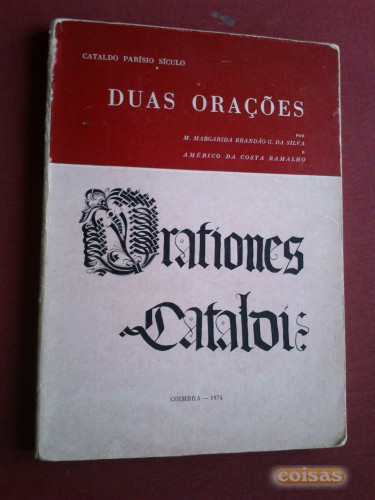 CATALDO PARÍSIO SÍCULO
DUAS ORAÇÕES
POR
M. MARGARIDA BRANDÃO G. DA SILVA
E
AMÉRICO DA COSTA RAMALHO
Orationes
Cataldi:
COIMBRA — 1974
coisas